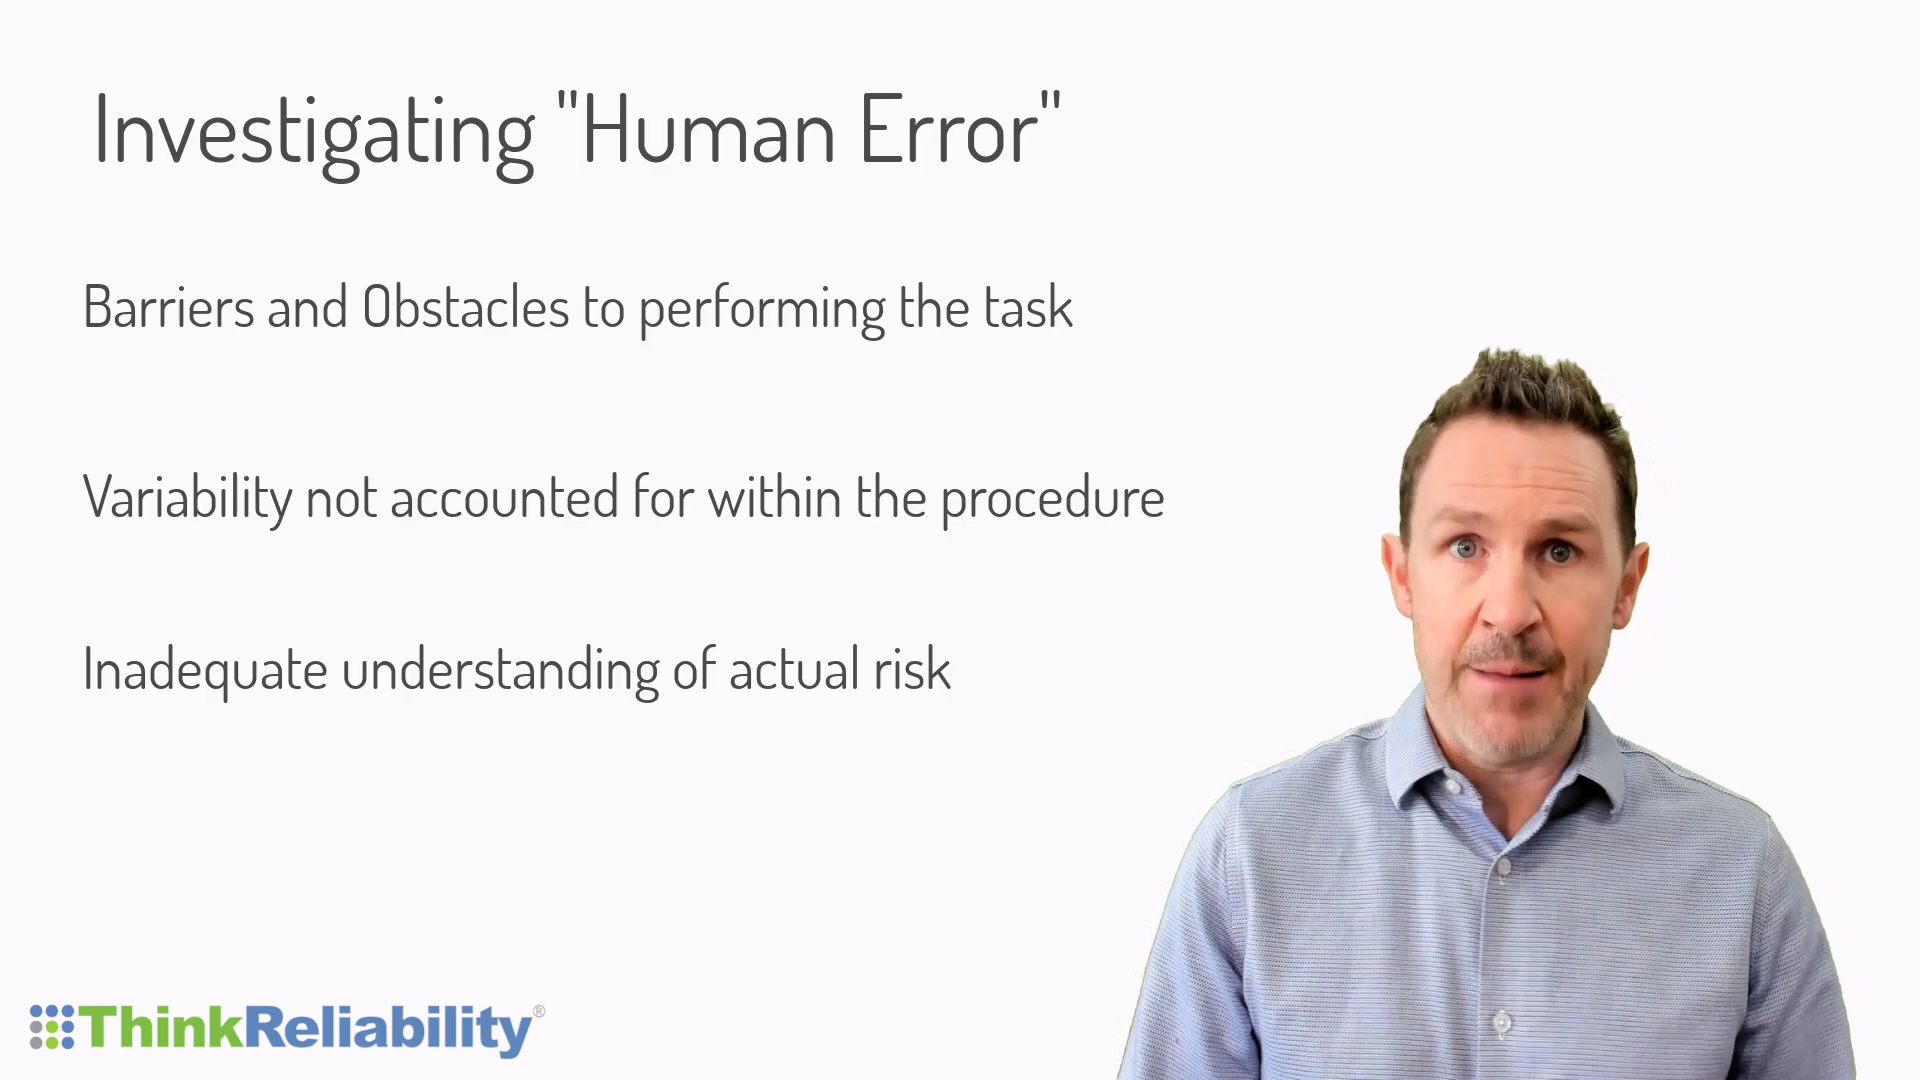 Investigating "Human Error"
Barriers and Obstacles to performing the task
Variability not accounted for within the procedure
Inadequate understanding of actual risk
ThinkReliability®